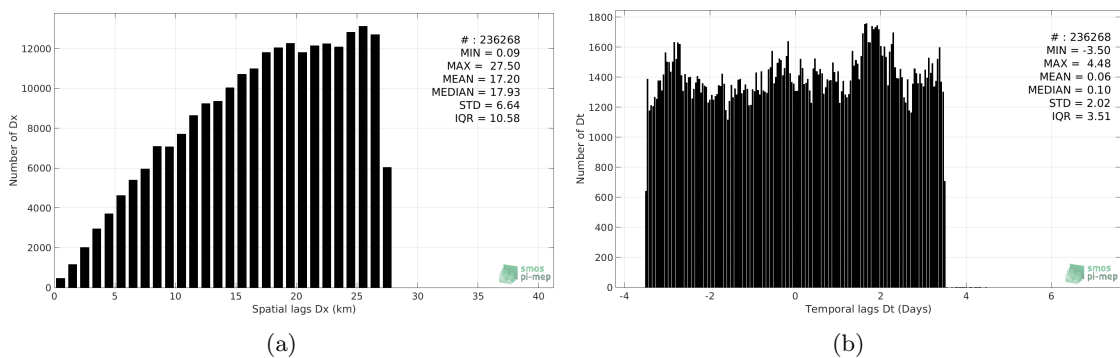 12000
10000
8000
6000
4000
2000
0
Number of Dx
# : 236268
MIN = 0.09
MAX = 27.50
MEAN = 17.20
MEDIAN = 17.93
STD = 6.64
IQR = 10.58
smos
pi-mep
0 5 10 15 20 25 30 35 40
Spatial lags Dx (km)
(a)
1800
1600
1400
1200
1000
800
600
400
200
0
Number of Dt
# : 236268
MIN = -3.50
MAX = 4.48
MEAN = 0.06
MEDIAN = 0.10
STD = 2.02
IQR = 3.51
smos
pi-mep
-4 -2 0 2 4 6
Temporal lags Dt (Days)
(b)